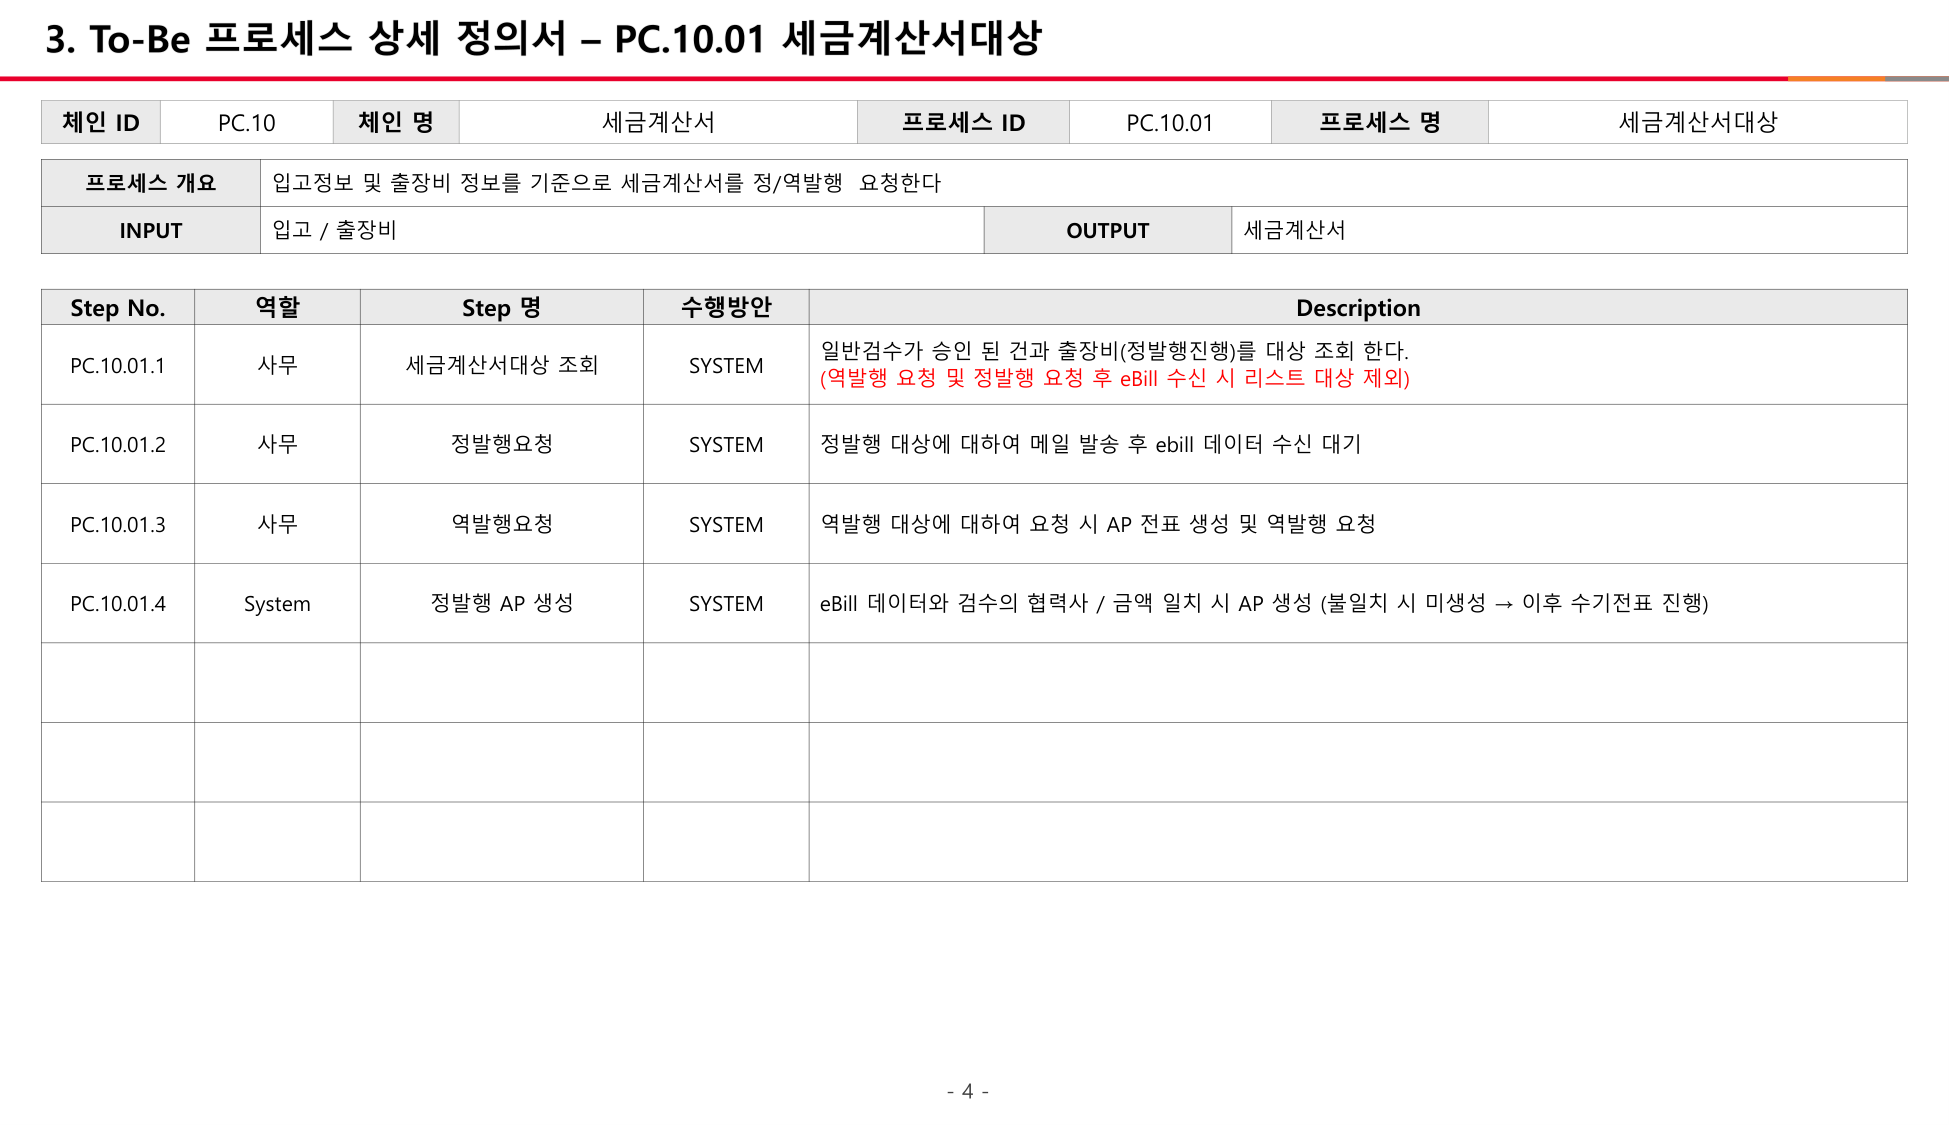 3. To-Be 프로세스 상세 정의서 – PC.10.01 세금계산서대상
체인 ID PC.10 체인 명 세금계산서 프로세스 ID PC.10.01 프로세스 명 세금계산서대상
프로세스 개요 입고정보 및 출장비 정보를 기준으로 세금계산서를 정/역발행 요청한다
INPUT 입고 / 출장비 OUTPUT 세금계산서
Step No. 역할 Step 명 수행방안 Description
PC.10.01.1 사무 세금계산서대상 조회 SYSTEM 일반검수가 승인 된 건과 출장비(정발행진행)를 대상 조회 한다.
(역발행 요청 및 정발행 요청 후 eBill 수신 시 리스트 대상 제외)
PC.10.01.2 사무 정발행요청 SYSTEM 정발행 대상에 대하여 메일 발송 후 ebill 데이터 수신 대기
PC.10.01.3 사무 역발행요청 SYSTEM 역발행 대상에 대하여 요청 시 AP 전표 생성 및 역발행 요청
PC.10.01.4 System 정발행 AP 생성 SYSTEM eBill 데이터와 검수의 협력사 / 금액 일치 시 AP 생성 (불일치 시 미생성 → 이후 수기전표 진행)
- 4 -